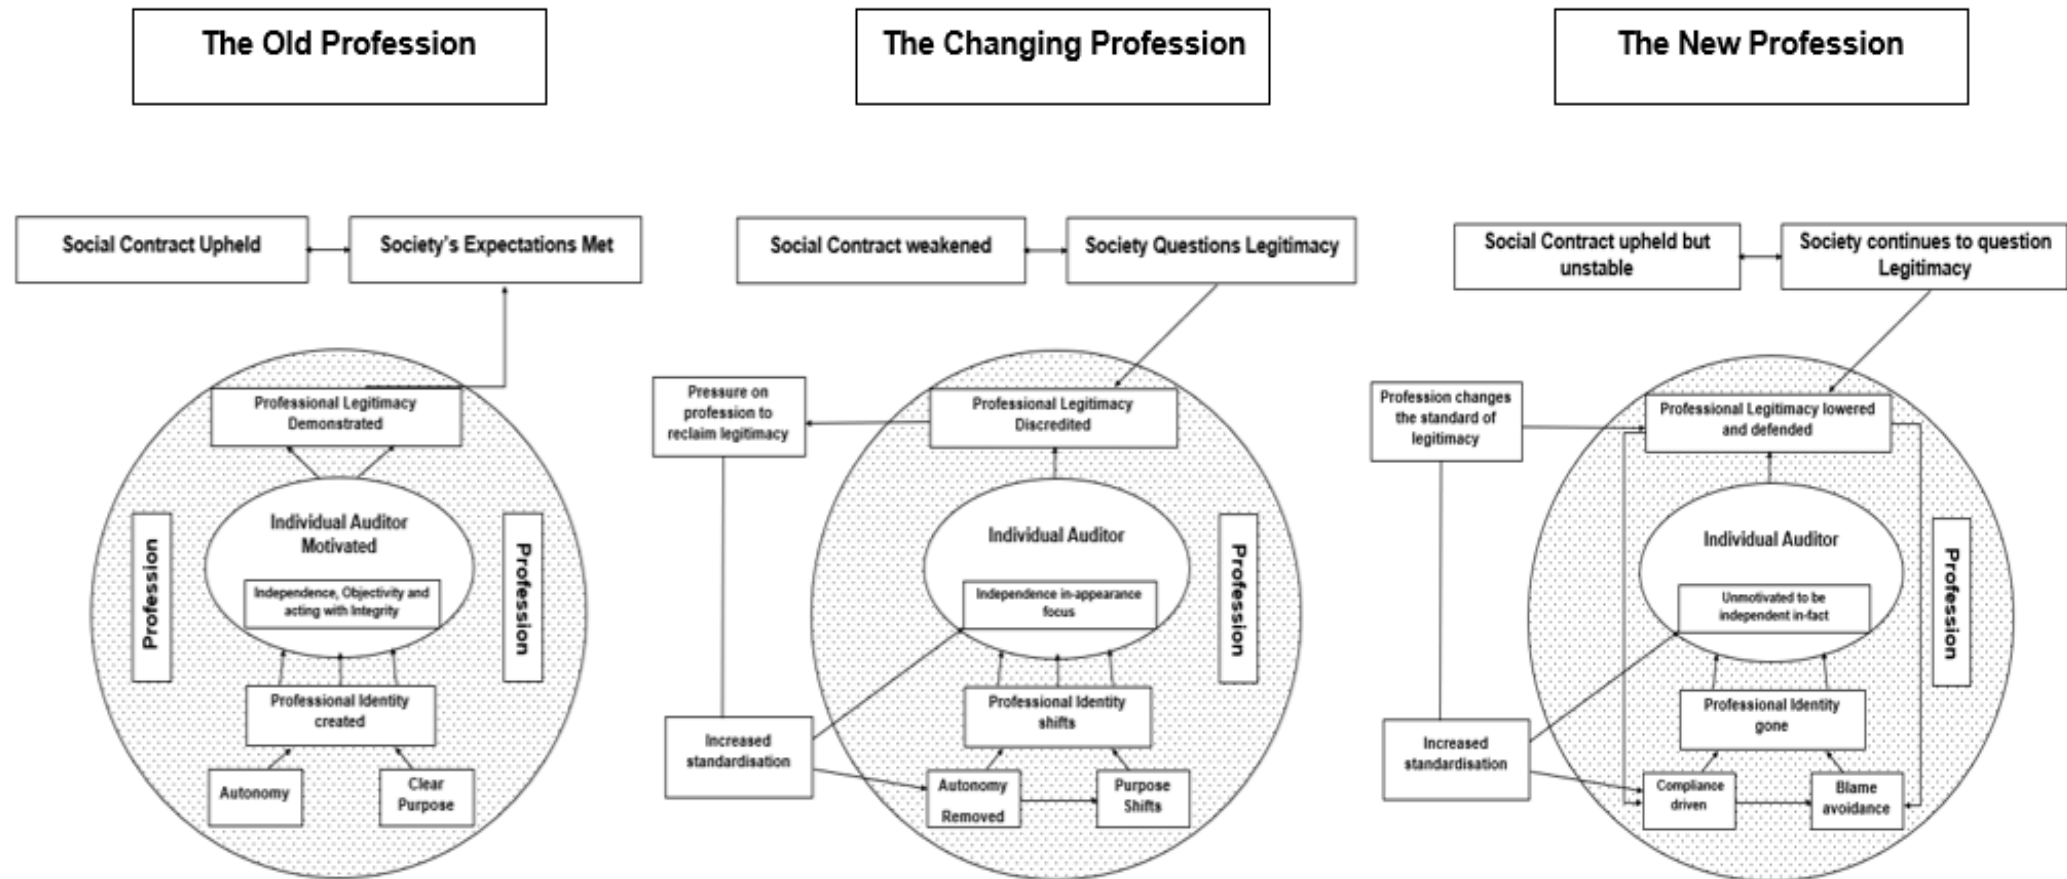 The Old Profession
Social Contract Upheld
Society's Expectations Met
Professional Legitimacy
Demonstrated
Individual Auditor
Motivated
Independence, Objectivity and
acting with Integrity
Profession
Profession
Professional Identity
created
Autonomy
Clear
Purpose
The Changing Profession
Social Contract weakened
Society Questions Legitimacy
Pressure on
profession to
reclaim legitimacy
Professional Legitimacy
Discredited
Individual Auditor
Independence in-appearance
focus
Profession
Professional Identity
shifts
Increased
standardisation
Autonomy
Removed
Purpose
Shifts
The New Profession
Social Contract upheld but
unstable
Society continues to question
Legitimacy
Profession changes
the standard of
legitimacy
Professional Legitimacy lowered
and defended
Individual Auditor
Unmotivated to be
independent in-fact
Profession
Professional Identity
gone
Increased
standardisation
Compliance
driven
Blame
avoidance